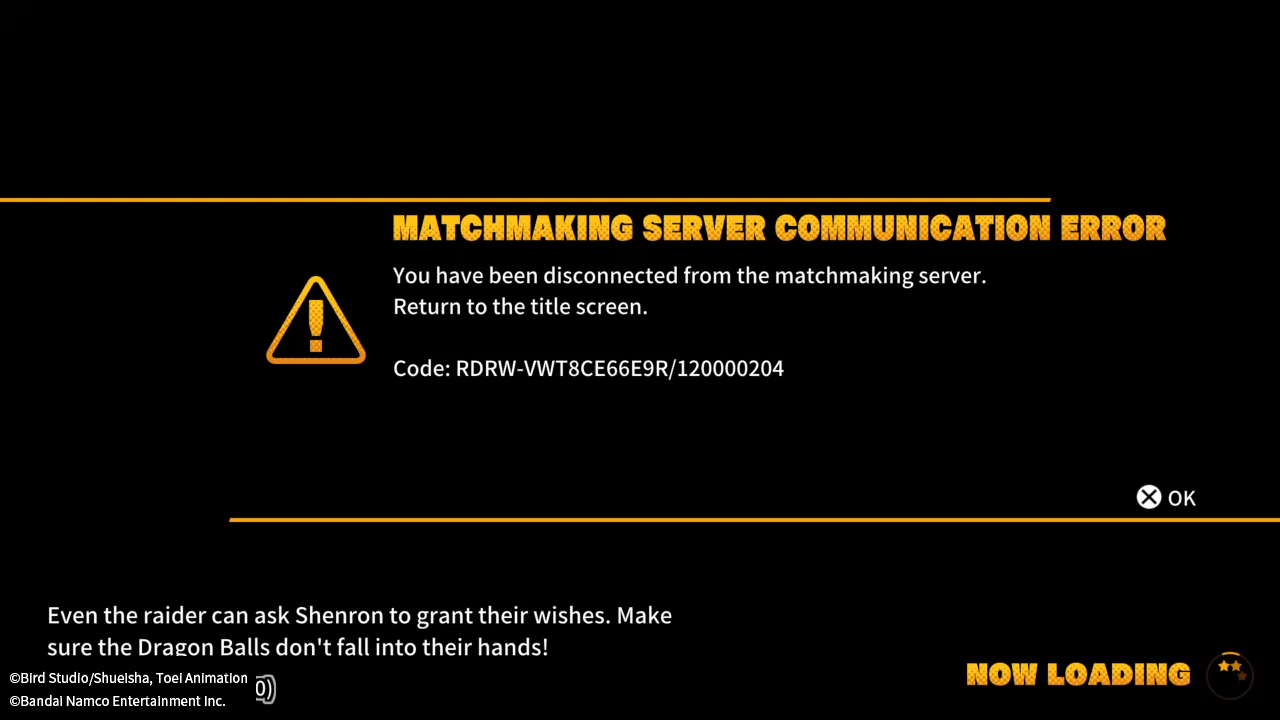 MATCHMAKING SERVER COMMUNICATION ERROR
You have been disconnected from the matchmaking server.
Return to the title screen.
Code: RDRW-VWT8CE66E9R/120000204
OK
Even the raider can ask Shenron to grant their wishes. Make
sure the Dragon Balls don't fall into their hands!
NOW LOADING
©Bird Studio/Shueisha, Toei Animation
©Bandai Namco Entertainment Inc.